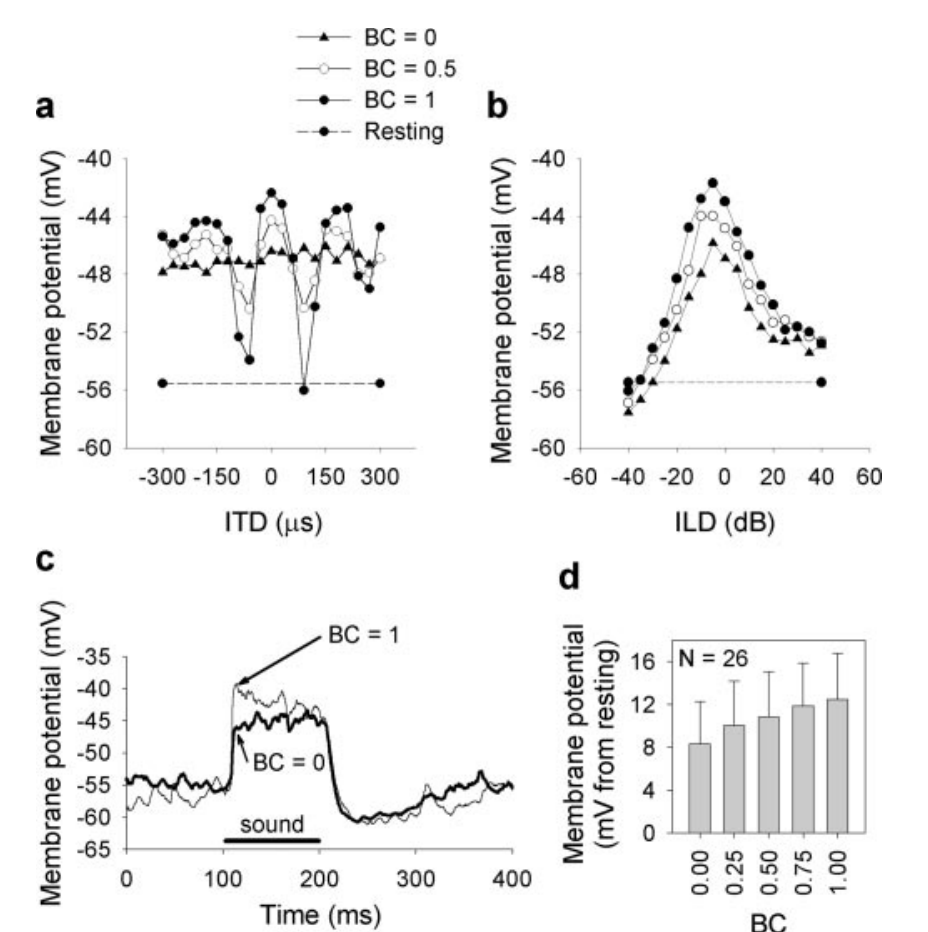 BC = 0
BC = 0.5
BC = 1
Resting
a
Membrane potential (mV)
-40
-44
-48
-52
-56
-60
-300 -150 0 150 300
ITD (μs)
b
Membrane potential (mV)
-40
-44
-48
-52
-56
-60
-60 -40 -20 0 20 40 60
ILD (dB)
c
Membrane potential (mV)
-35
-40
-45
-50
-55
-60
-65
BC = 1
BC = 0
sound
0 100 200 300 400
Time (ms)
d
Membrane potential
(mV from resting)
N = 26
16
12
8
4
0
0.00 0.25 0.50 0.75 1.00
BC